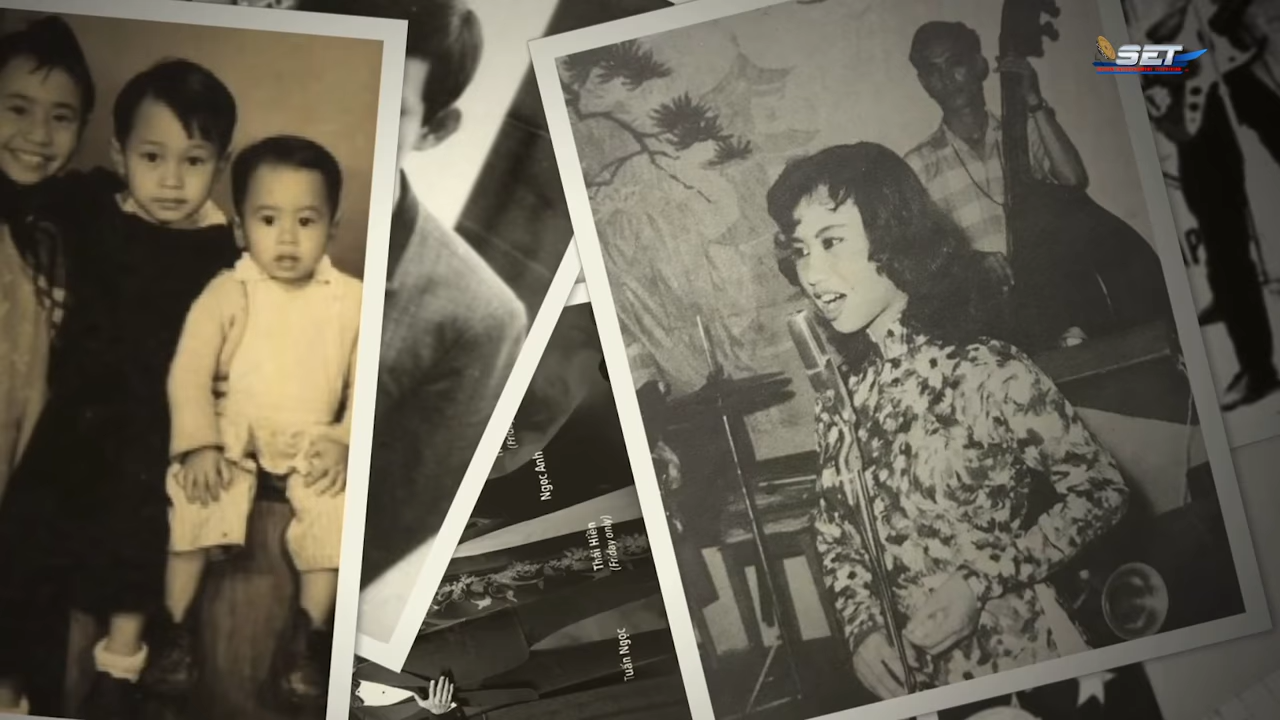 SET
Ngọc Anh
Thái Hiền
(Friday only)
Tuấn Ngọc